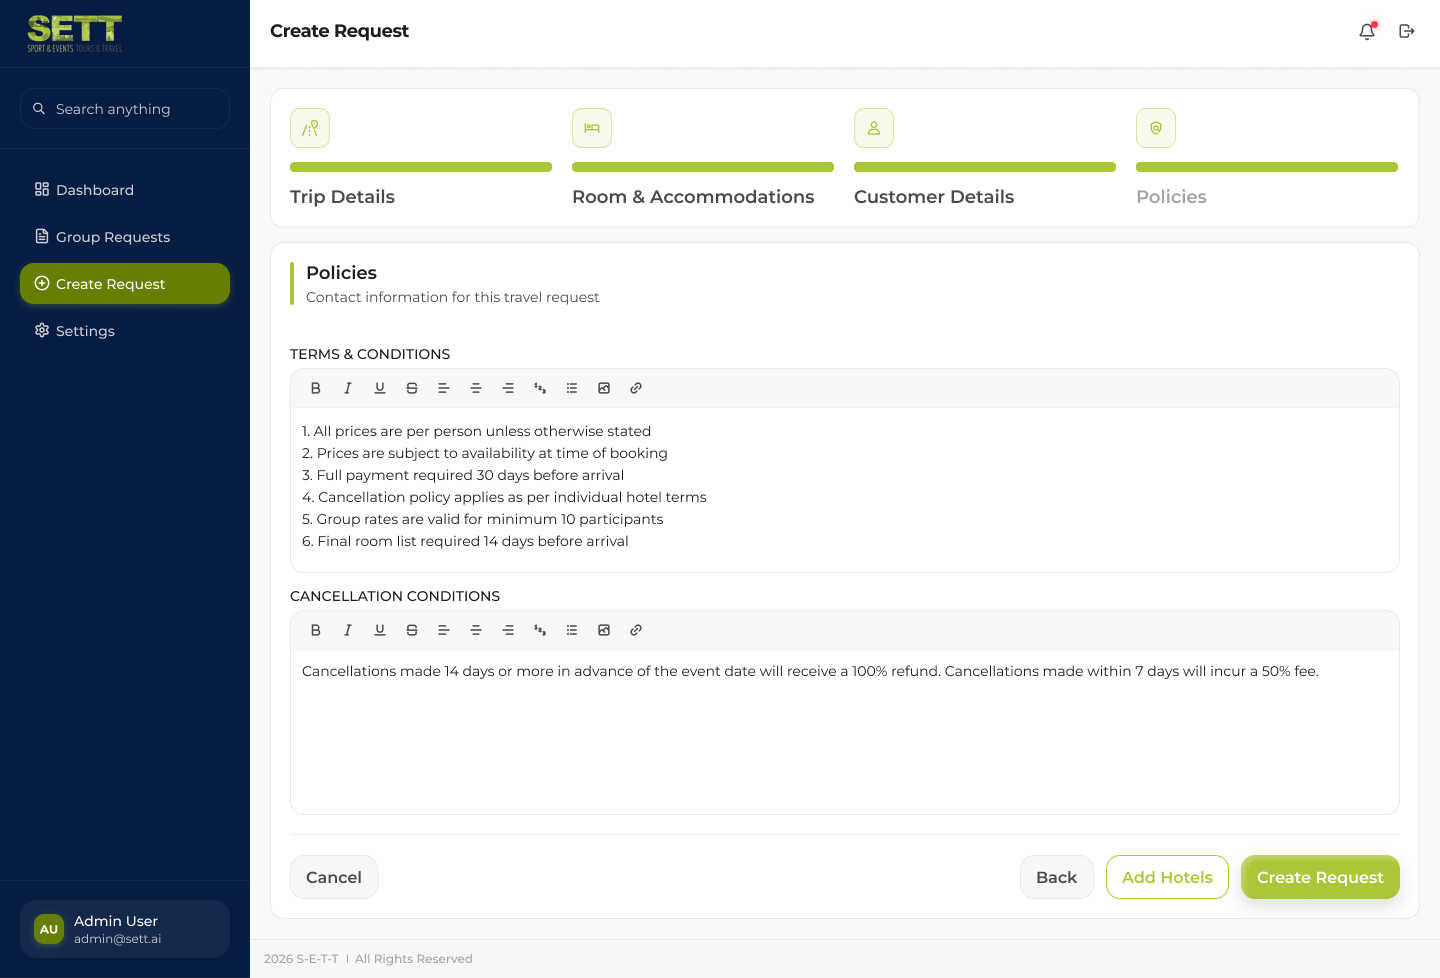 SETT
SPORT & EVENTS TOURS & TRAVEL
Search anything
Dashboard
Group Requests
Create Request
Settings
AU
Admin User
admin@sett.ai
Create Request
Trip Details
Room & Accommodations
Customer Details
Policies
Policies
Contact information for this travel request
TERMS & CONDITIONS
1. All prices are per person unless otherwise stated
2. Prices are subject to availability at time of booking
3. Full payment required 30 days before arrival
4. Cancellation policy applies as per individual hotel terms
5. Group rates are valid for minimum 10 participants
6. Final room list required 14 days before arrival
CANCELLATION CONDITIONS
Cancellations made 14 days or more in advance of the event date will receive a 100% refund. Cancellations made within 7 days will incur a 50% fee.
Cancel
Back
Add Hotels
Create Request
2026 S-E-T-T | All Rights Reserved